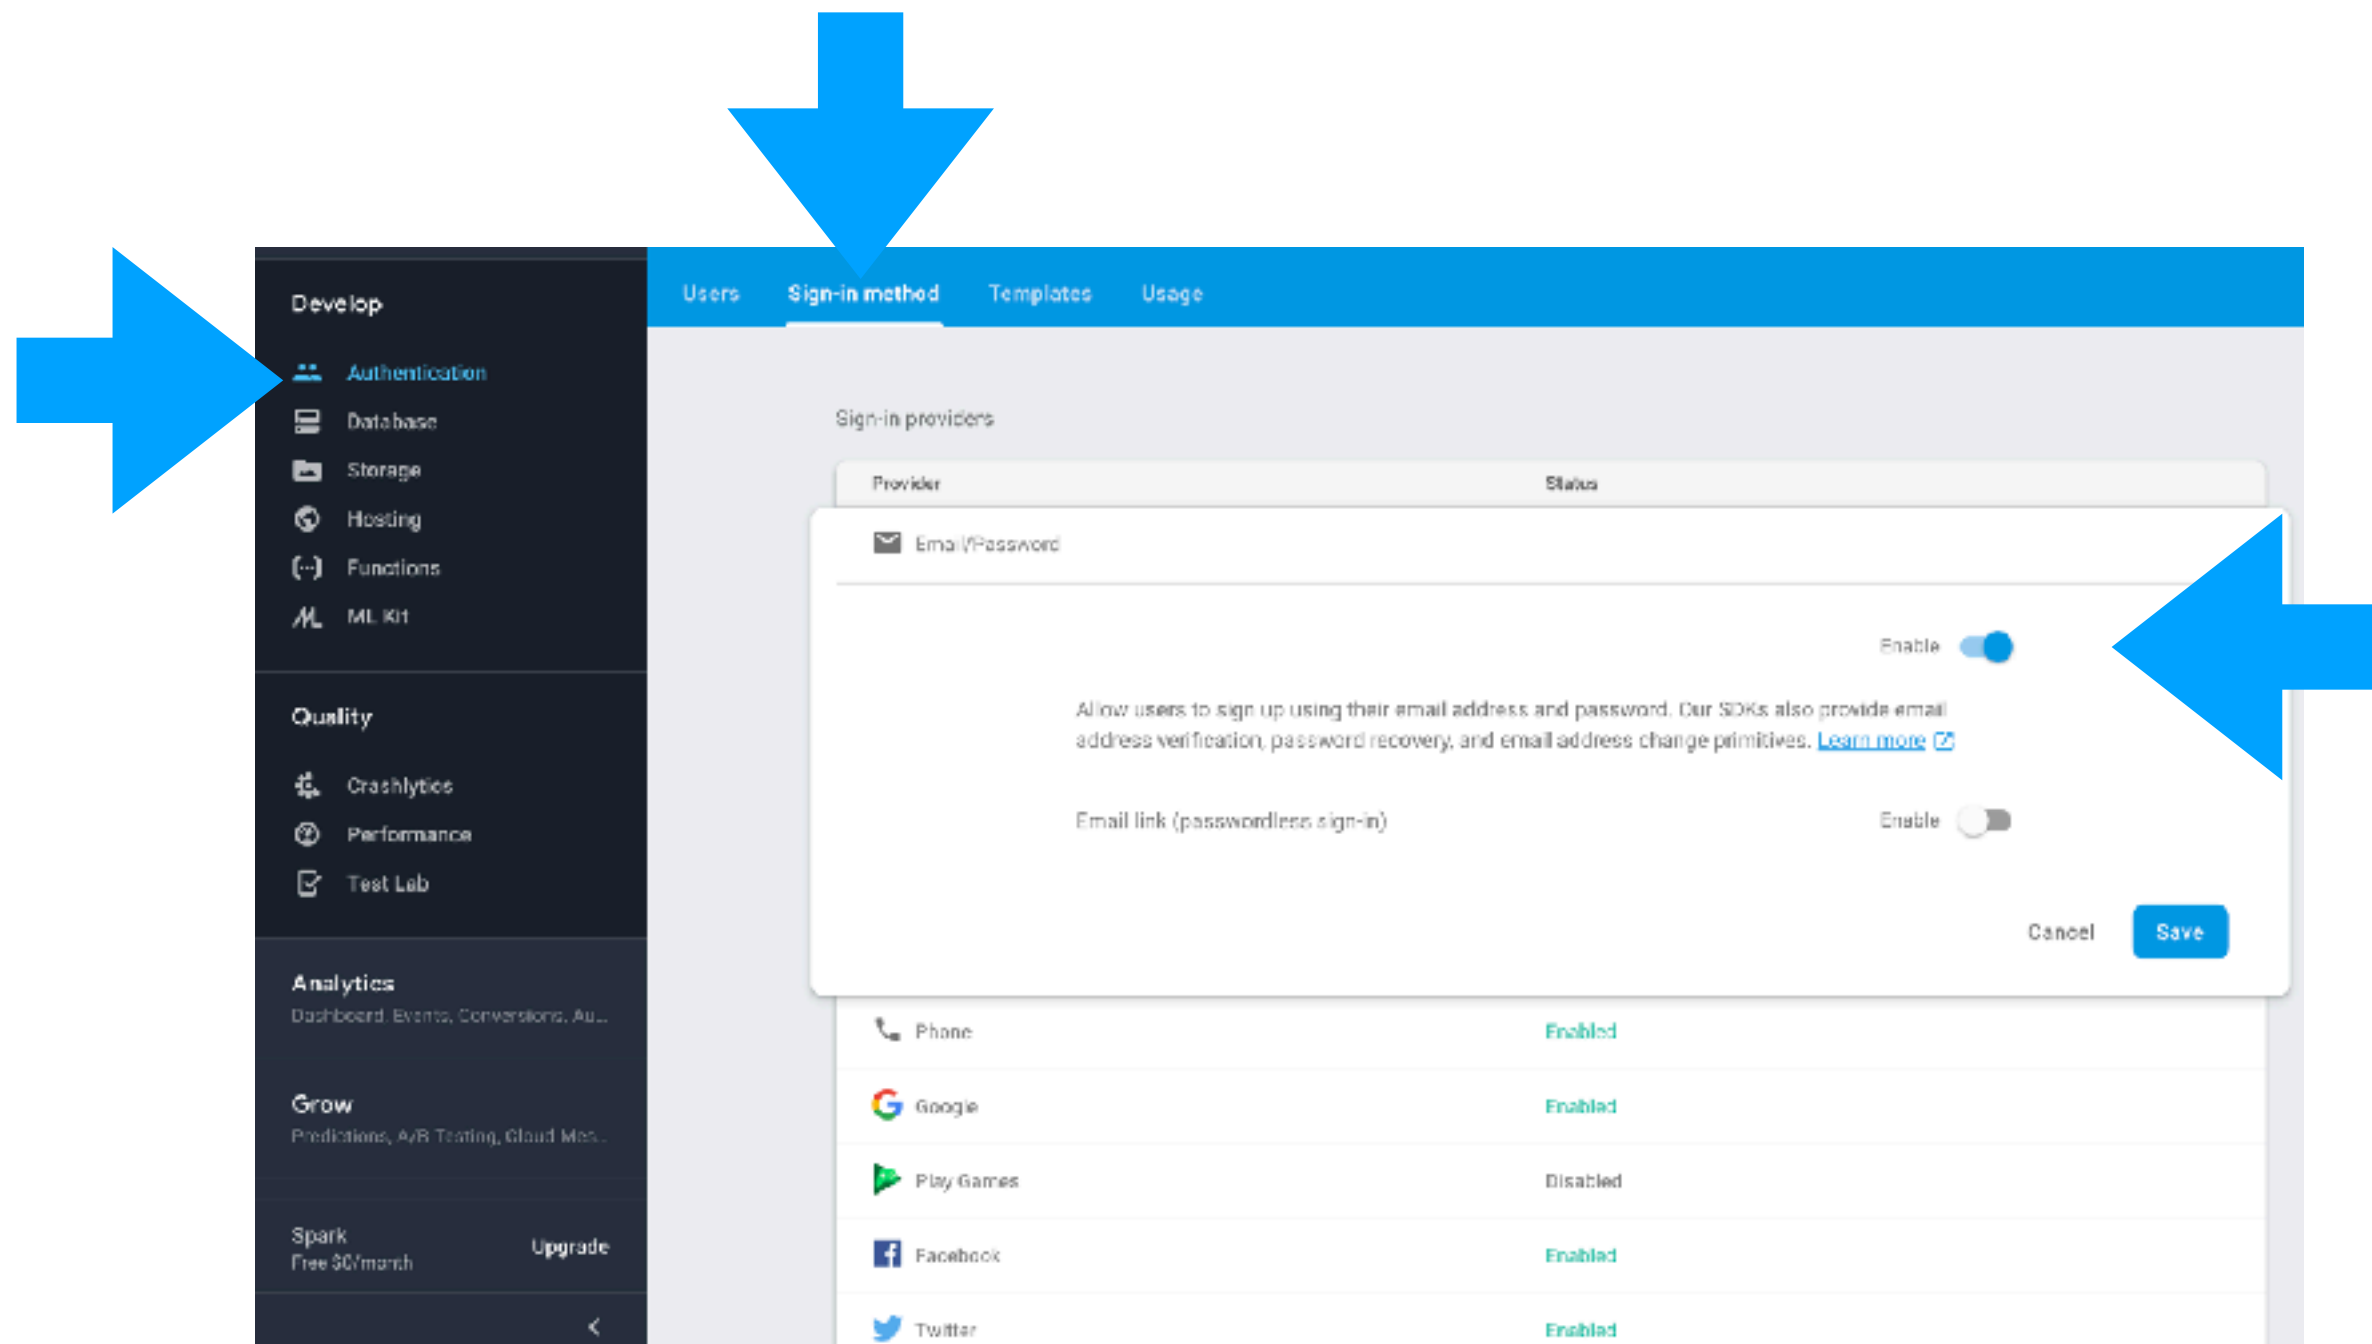 Develop
Authentication
Database
Storage
Hosting
Functions
ML Kit
Quality
Crashlytics
Performance
Test Lab
Analytics
Dashboard, Events, Conversions, Au...
Grow
Predictions, A/B Testing, Cloud Mes...
Spark
Free $0/month
Upgrade
Users Sign-in method Templates Usage
Sign-in providers
Provider Status
Email/Password
Enable
Allow users to sign up using their email address and password. Our SDKs also provide email
address verification, password recovery, and email address change primitives. Learn more
Email link (passwordless sign-in) Enable
Cancel Save
Phone Enabled
Google Enabled
Play Games Disabled
Facebook Enabled
Twitter Enabled